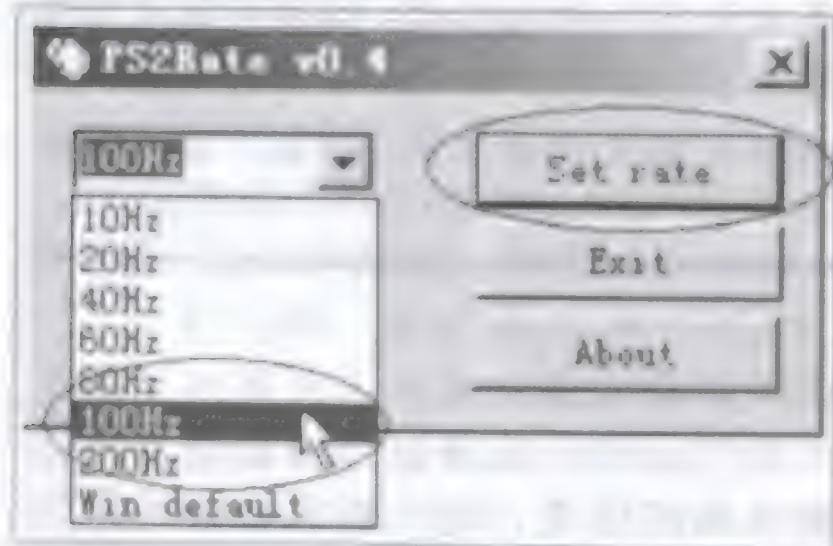 PS2Rate v0.4
100Hz
10Hz
20Hz
40Hz
60Hz
80Hz
100Hz
200Hz
Win default
Set rate
Exit
About